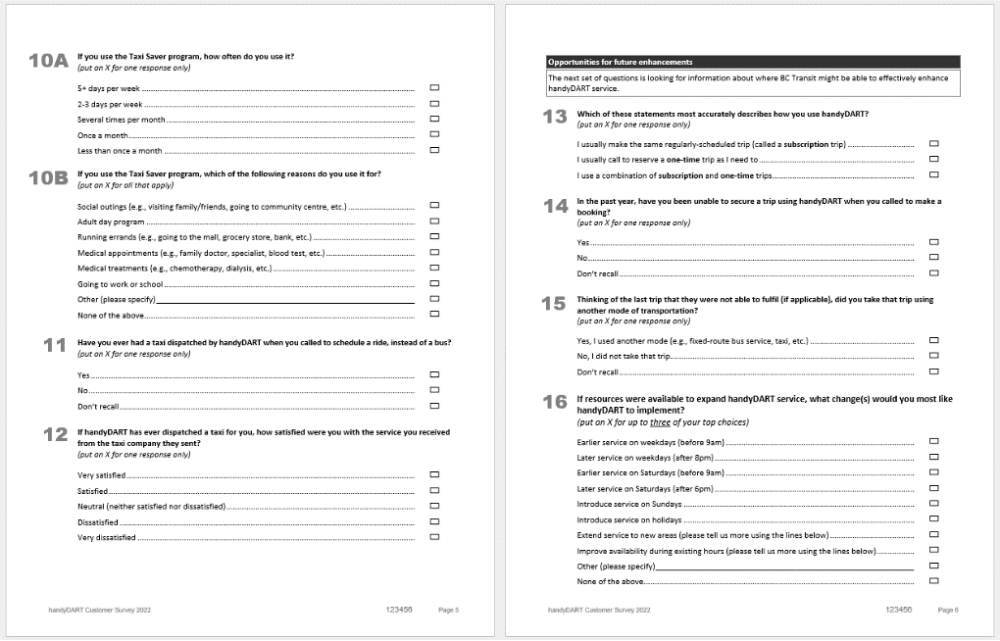 10A If you use the Taxi Saver program, how often do you use it?
(put an X for one response only)
5+ days per week
2-3 days per week
Several times per month
Once a month
Less than once a month
10B If you use the Taxi Saver program, which of the following reasons do you use it for?
(put an X for all that apply)
Social outings (e.g., visiting family/friends, going to community centre, etc.)
Adult day program
Running errands (e.g., going to the mall, grocery store, bank, etc.)
Medical appointments (e.g., family doctor, specialist, blood test, etc.)
Medical treatments (e.g., chemotherapy, dialysis, etc.)
Going to work or school
Other (please specify)
None of the above
11 Have you ever had a taxi dispatched by handyDART when you called to schedule a ride, instead of a bus?
(put an X for one response only)
Yes
No
Don't recall
12 If handyDART has ever dispatched a taxi for you, how satisfied were you with the service you received
from the taxi company they sent?
(put an X for one response only)
Very satisfied
Satisfied
Neutral (neither satisfied nor dissatisfied)
Dissatisfied
Very dissatisfied
handyDART Customer Survey 2022 123456 Page 5
Opportunities for future enhancements
The next set of questions is looking for information about where BC Transit might be able to effectively enhance
handyDART service.
13 Which of these statements most accurately describes how you use handyDART?
(put an X for one response only)
I usually make the same regularly-scheduled trip (called a subscription trip)
I usually call to reserve a one-time trip as I need to
I use a combination of subscription and one-time trips
14 In the past year, have you been unable to secure a trip using handyDART when you called to make a
booking?
(put an X for one response only)
Yes
No
Don't recall
15 Thinking of the last trip that they were not able to fulfil (if applicable), did you take that trip using
another mode of transportation?
(put an X for one response only)
Yes, I used another mode (e.g., fixed-route bus service, taxi, etc.)
No, I did not take that trip
Don't recall
16 If resources were available to expand handyDART service, what change(s) would you most like
handyDART to implement?
(put an X for up to three of your top choices)
Earlier service on weekdays (before 9am)
Later service on weekdays (after 8pm)
Earlier service on Saturdays (before 9am)
Later service on Saturdays (after 6pm)
Introduce service on Sundays
Introduce service on holidays
Extend service to new areas (please tell us more using the lines below)
Improve availability during existing hours (please tell us more using the lines below)
Other (please specify)
None of the above
handyDART Customer Survey 2022 123456 Page 6